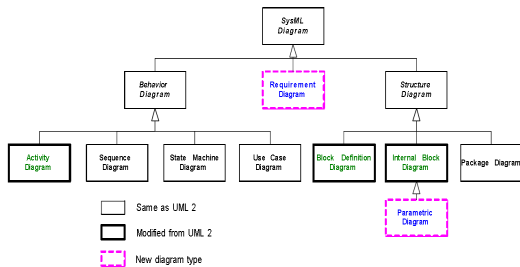 SysML
Diagram
Behavior
Diagram
Requirement
Diagram
Structure
Diagram
Activity
Diagram
Sequence
Diagram
State Machine
Diagram
Use Case
Diagram
Block Definition
Diagram
Internal Block
Diagram
Package Diagram
Parametric
Diagram
Same as UML 2
Modified from UML 2
New diagram type